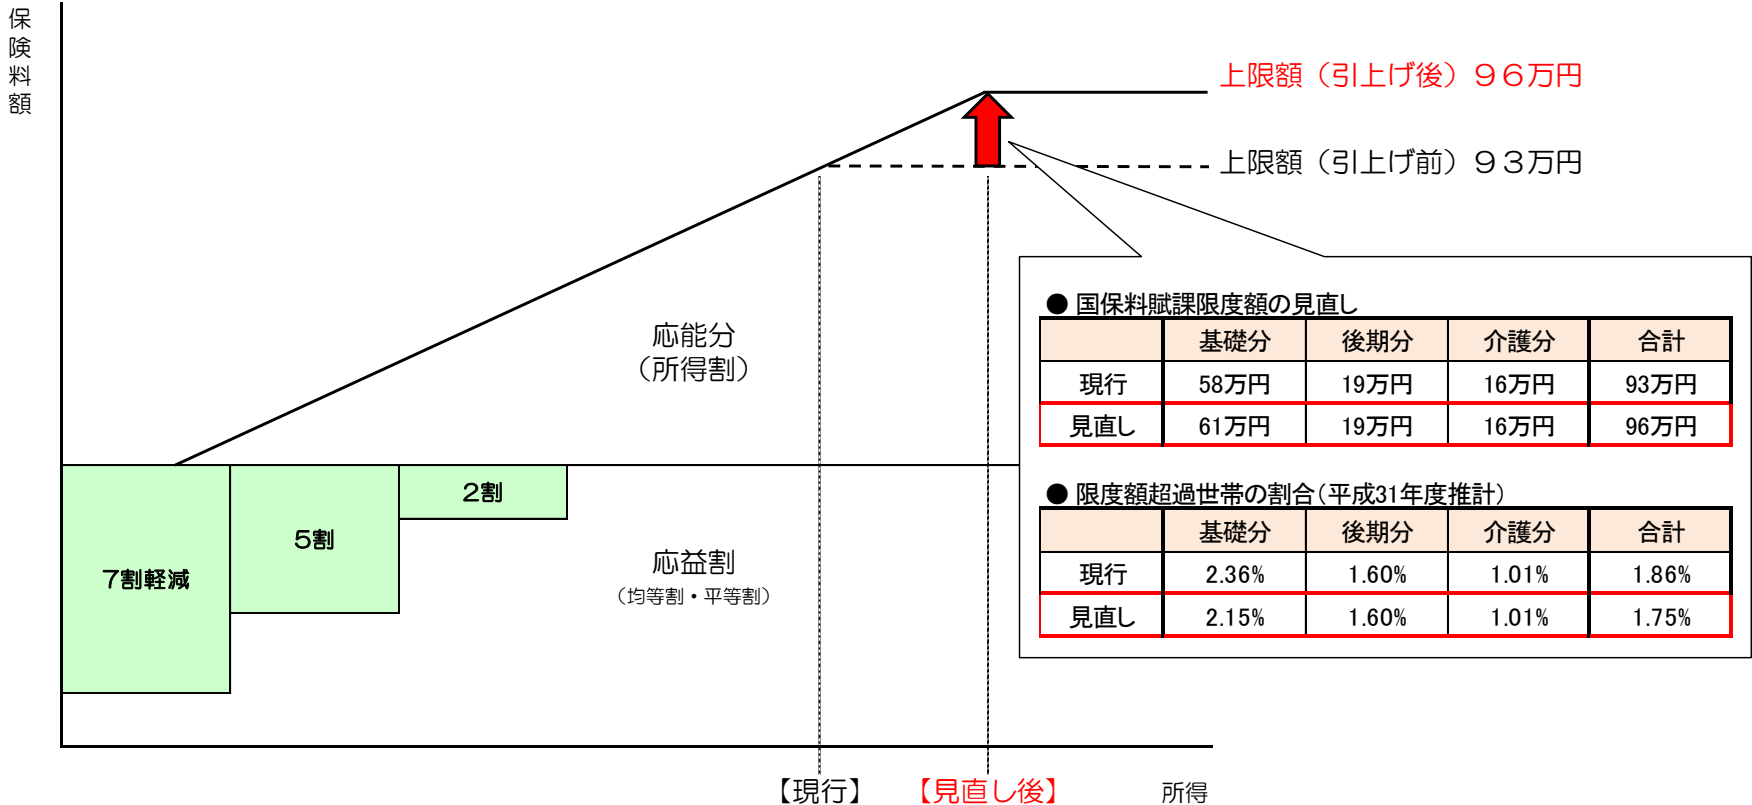 保険料額
上限額（引上げ後）９６万円
上限額（引上げ前）９３万円
応能分
（所得割）
● 国保料賦課限度額の見直し
基礎分 後期分 介護分 合計
現行 58万円 19万円 16万円 93万円
見直し 61万円 19万円 16万円 96万円
● 限度額超過世帯の割合（平成31年度推計）
基礎分 後期分 介護分 合計
現行 2.36% 1.60% 1.01% 1.86%
見直し 2.15% 1.60% 1.01% 1.75%
7割軽減
5割
2割
応益割
（均等割・平等割）
【現行】
【見直し後】
所得